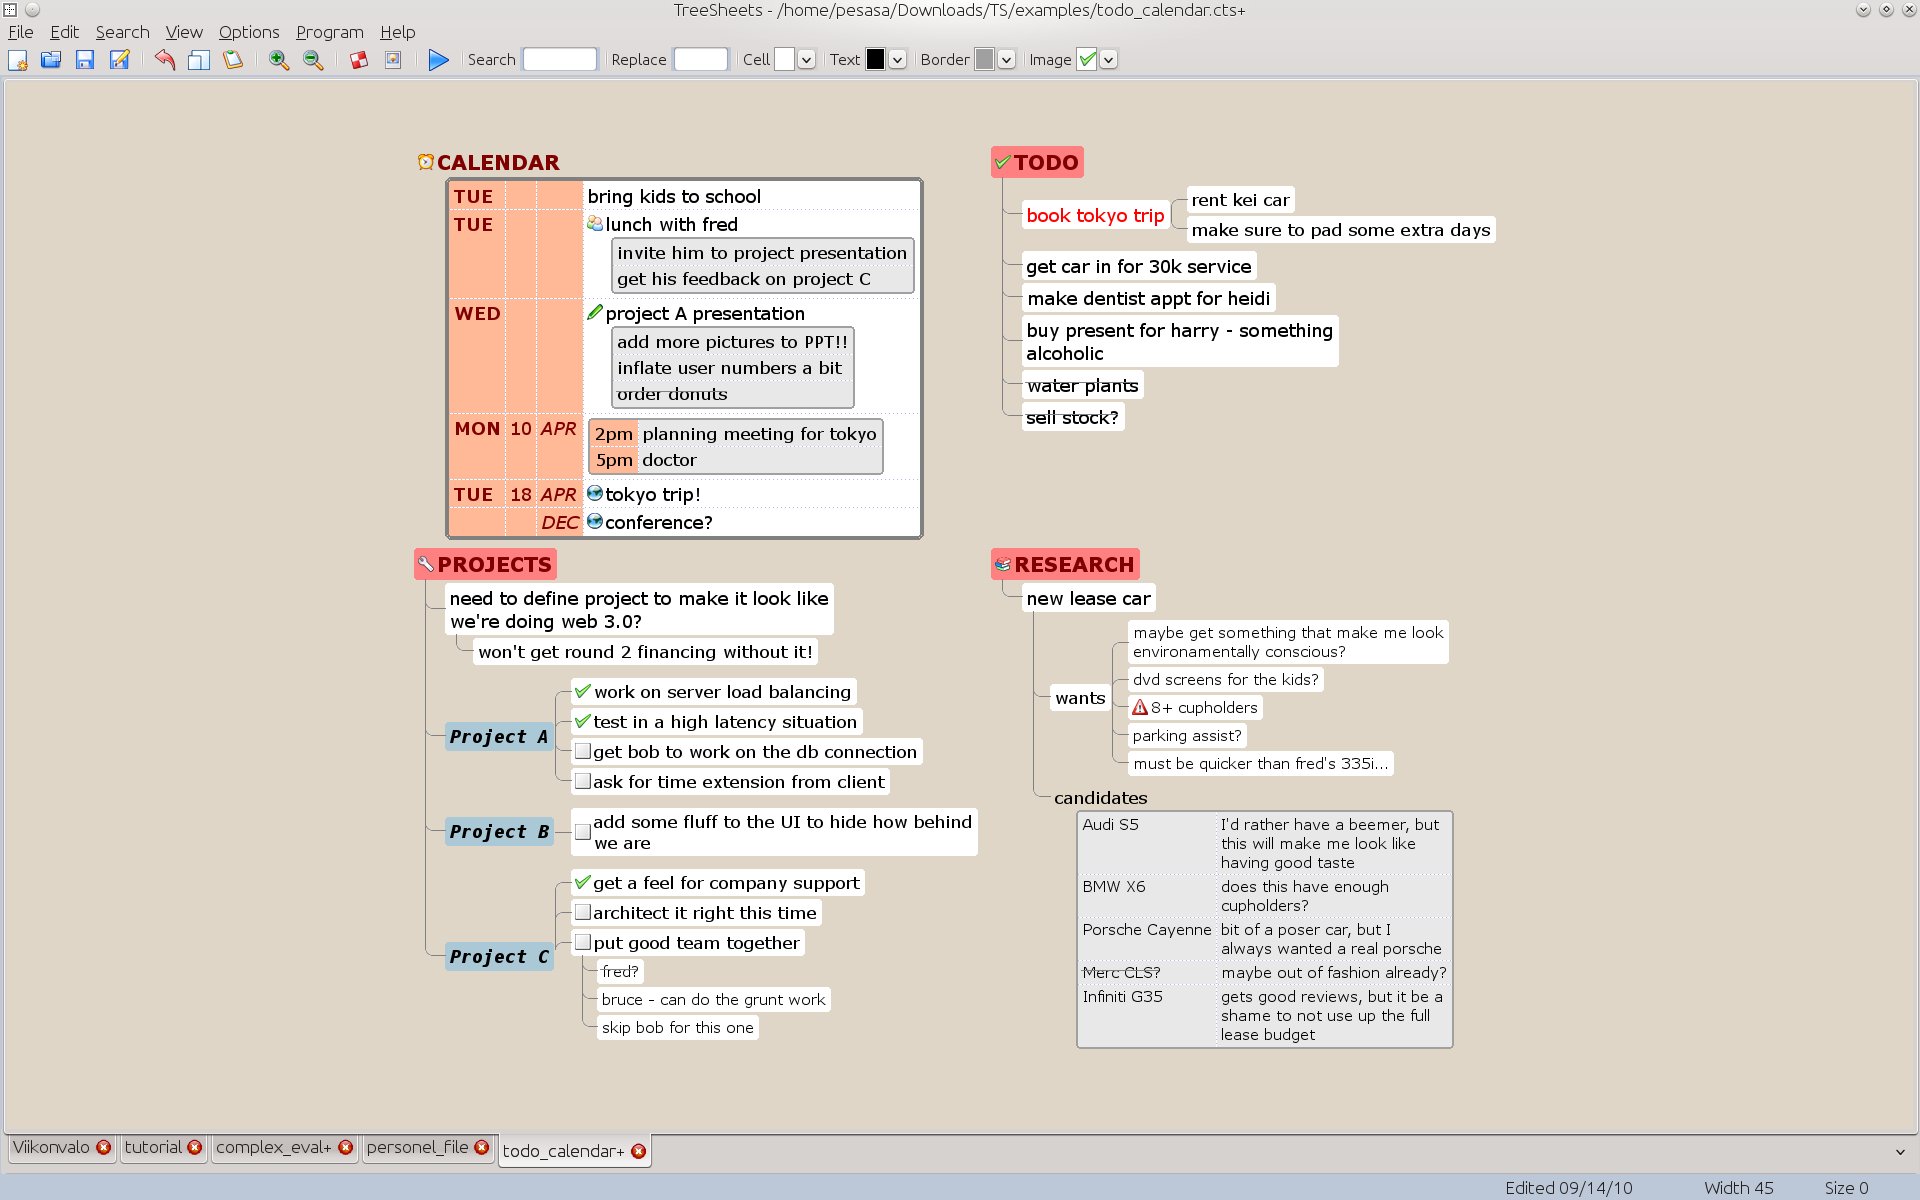 TreeSheets - /home/pesasa/Downloads/TS/examples/todo_calendar.cts+
File Edit Search View Options Program Help
Search Replace Cell Text Border Image
CALENDAR
TUE bring kids to school
TUE lunch with fred
invite him to project presentation
get his feedback on project C
WED project A presentation
add more pictures to PPT!!
inflate user numbers a bit
order donuts
MON 10 APR 2pm planning meeting for tokyo
5pm doctor
TUE 18 APR tokyo trip!
DEC conference?
TODO
book tokyo trip
rent kei car
make sure to pad some extra days
get car in for 30k service
make dentist appt for heidi
buy present for harry - something
alcoholic
water plants
sell stock?
PROJECTS
need to define project to make it look like
we're doing web 3.0?
won't get round 2 financing without it!
Project A
work on server load balancing
test in a high latency situation
get bob to work on the db connection
ask for time extension from client
Project B
add some fluff to the UI to hide how behind
we are
Project C
get a feel for company support
architect it right this time
put good team together
fred?
bruce - can do the grunt work
skip bob for this one
RESEARCH
new lease car
wants
maybe get something that make me look
environamentally conscious?
dvd screens for the kids?
8+ cupholders
parking assist?
must be quicker than fred's 335i...
candidates
Audi S5 I'd rather have a beemer, but
this will make me look like
having good taste
BMW X6 does this have enough
cupholders?
Porsche Cayenne bit of a poser car, but I
always wanted a real porsche
Merc CLS? maybe out of fashion already?
Infiniti G35 gets good reviews, but it be a
shame to not use up the full
lease budget
Viikonvalo tutorial complex_eval+ personel_file todo_calendar+
Edited 09/14/10 Width 45 Size 0